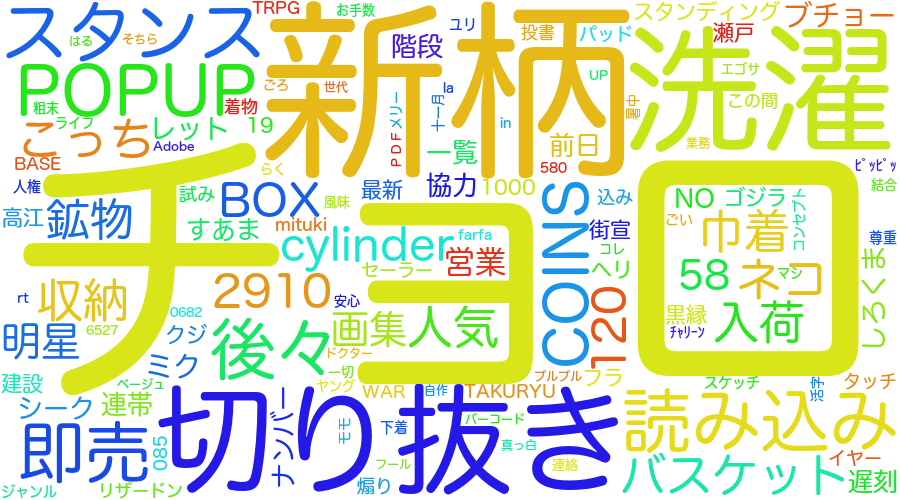 スタンス
TRPG
お手数
ユリ
投書
スタンディング
ブチョー
はる
そちら
新柄
階段
パッド
瀬戸
洗濯
POPUP
着物
粗末
ライフ
ごろ
世代
メリー
PDF
十一月
la
in
UP
暑中
エゴサ
この間
業務
こっち
レット
19
Adobe
BASE
らく
一覧
前日
580
ピッピッ
人権
チョロ
試み
BOX
最新
協力
1000
込み
NO
ゴジラ
コンセプト
結合
高江
鉱物
すあま
風味
mituki
cylinder
farfa
営業
セーラー
COINS
街宣
コレ
ヘリ
ごい
巾着
尊重
しろくま
rt
収納
2910
安心
58
ネコ
マシ
明星
6527
0682
クジ
後々
画集
人気
120
黒縁
チャリーン
入荷
ミク
ドクター
一切
ヤング
建設
ベージュ
WAR
自作
TAKURYU
プルプル
フラ
スケッチ
活字
タッチ
シーク
連帯
切り抜き
ナンバー
モモ
下着
バーコード
真っ白
読み込み
即売
085
フール
連絡
イヤー
ジャンル
リザードン
煽り
バスケット
遅刻